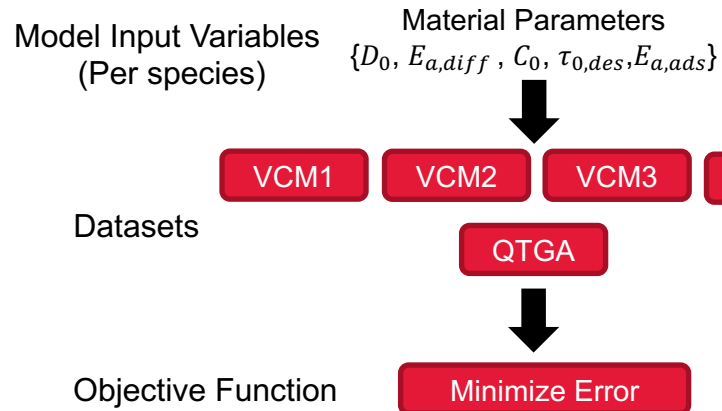 Model Input Variables
(Per species)
Material Parameters
{D₀, Eₐ,diff , C₀, τ₀,des,Eₐ,ads}
VCM1 VCM2 VCM3
Datasets
QTGA
Objective Function
Minimize Error